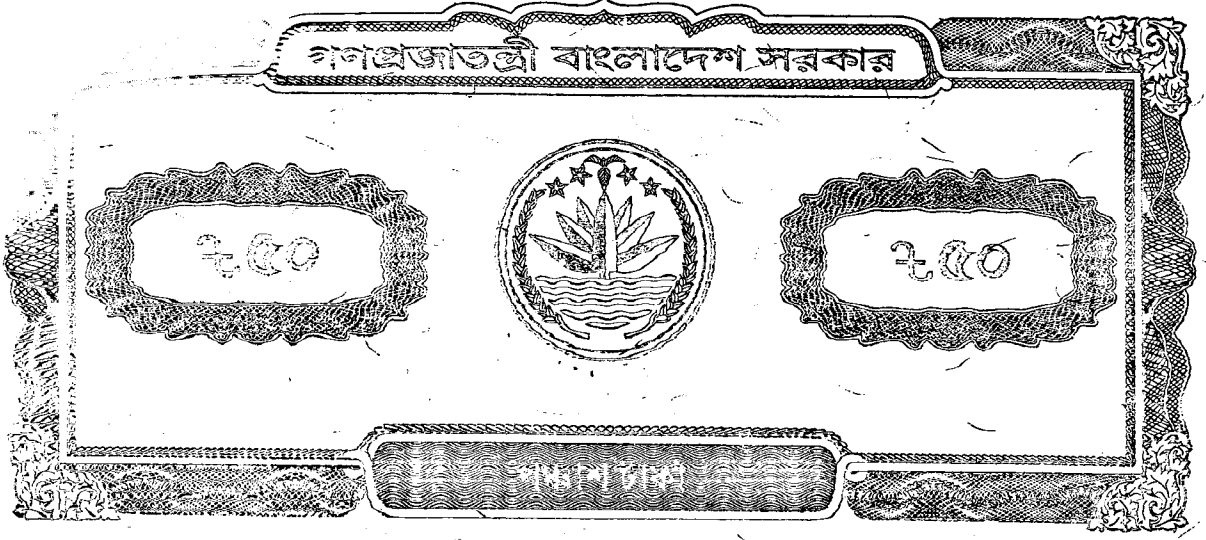 গণপ্রজাতন্ত্রী বাংলাদেশ সরকার
৳ ৫০
৳ ৫০
পঞ্চাশ টাকা